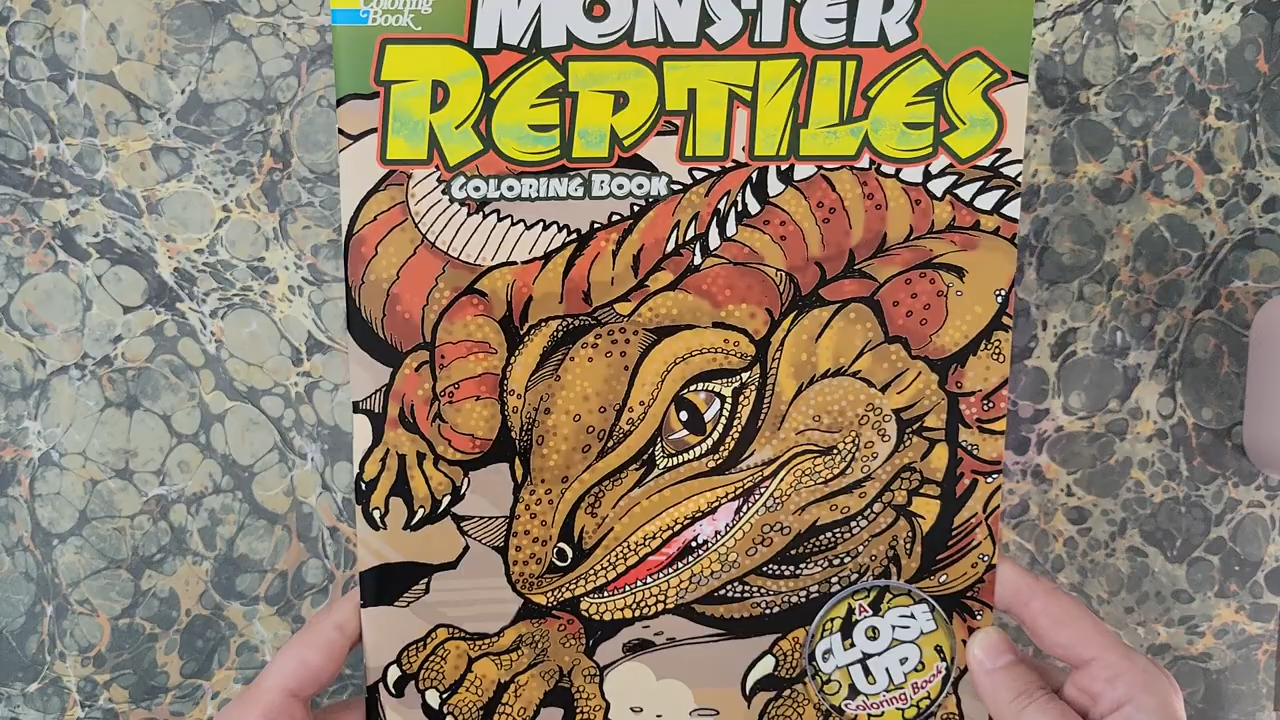 Coloring
Book
MONSTER
REPTILES
COLORING BOOK
A
CLOSE
UP
Coloring Book